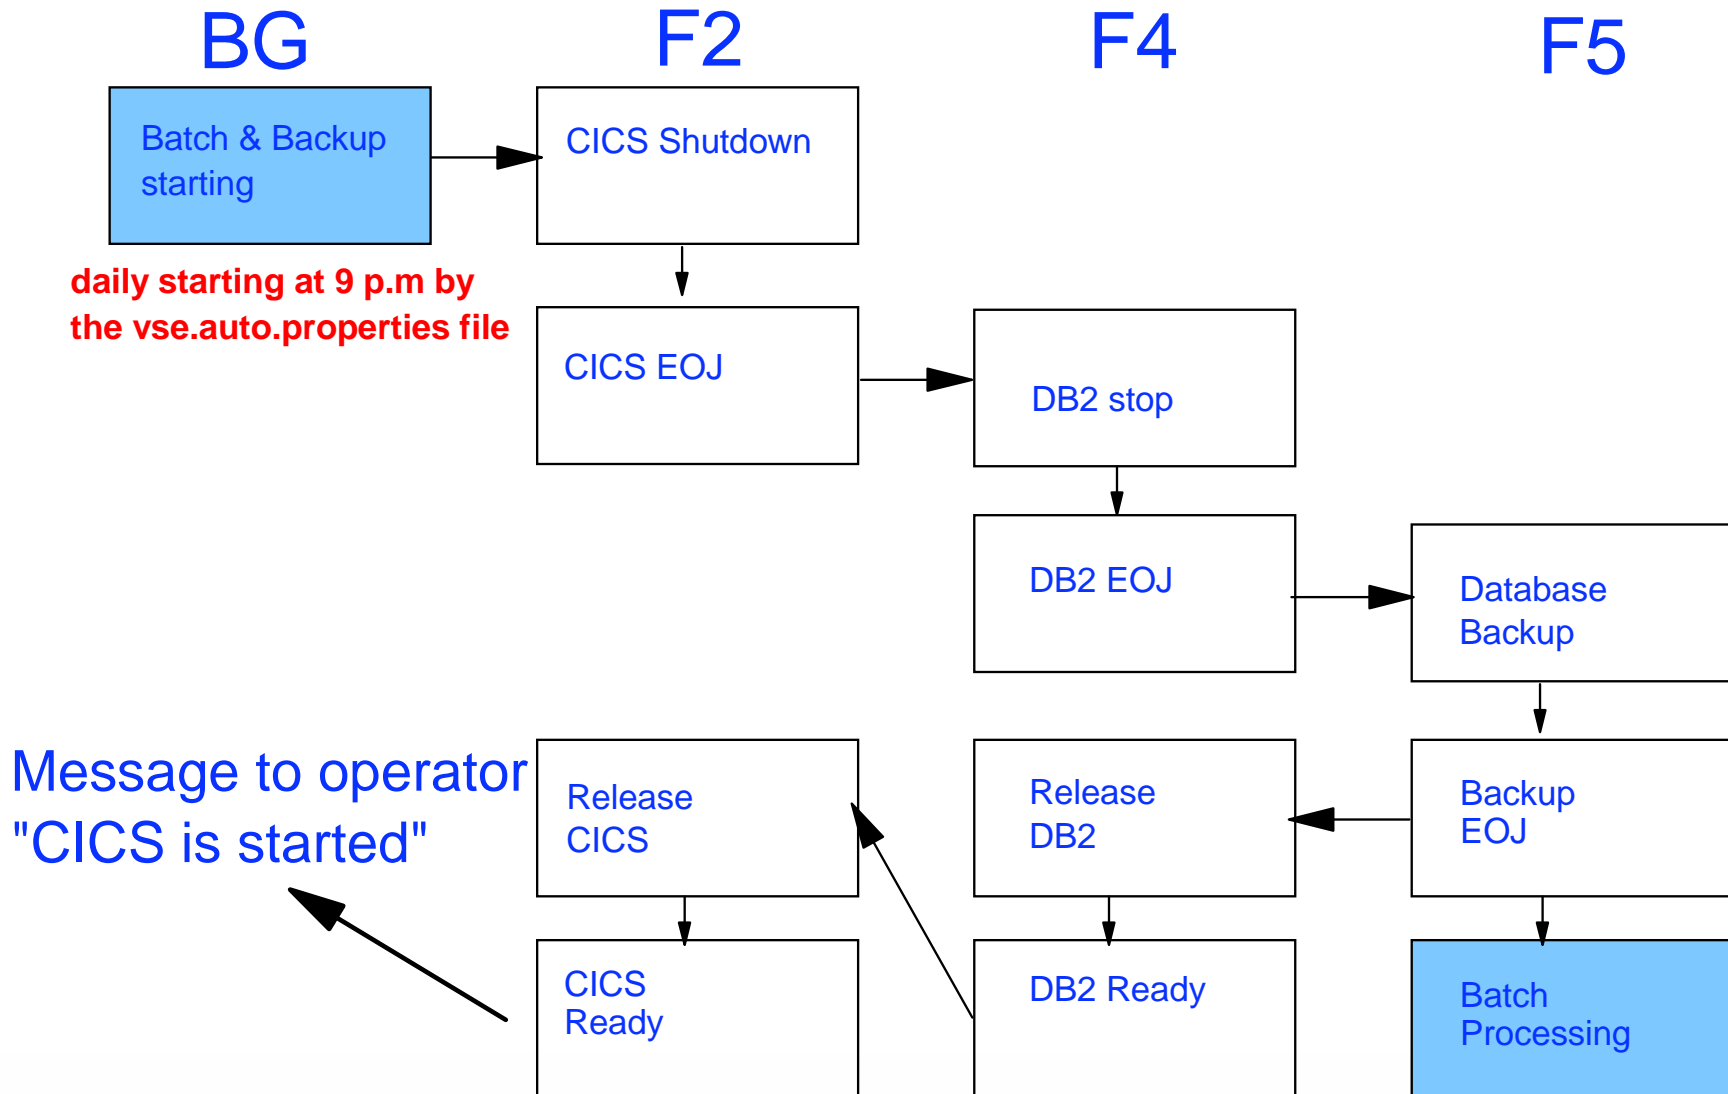 BG
F2
F4
F5
Batch & Backup
starting
CICS Shutdown
daily starting at 9 p.m by
the vse.auto.properties file
CICS EOJ
DB2 stop
DB2 EOJ
Database
Backup
Message to operator
"CICS is started"
Release
CICS
Release
DB2
Backup
EOJ
CICS
Ready
DB2 Ready
Batch
Processing